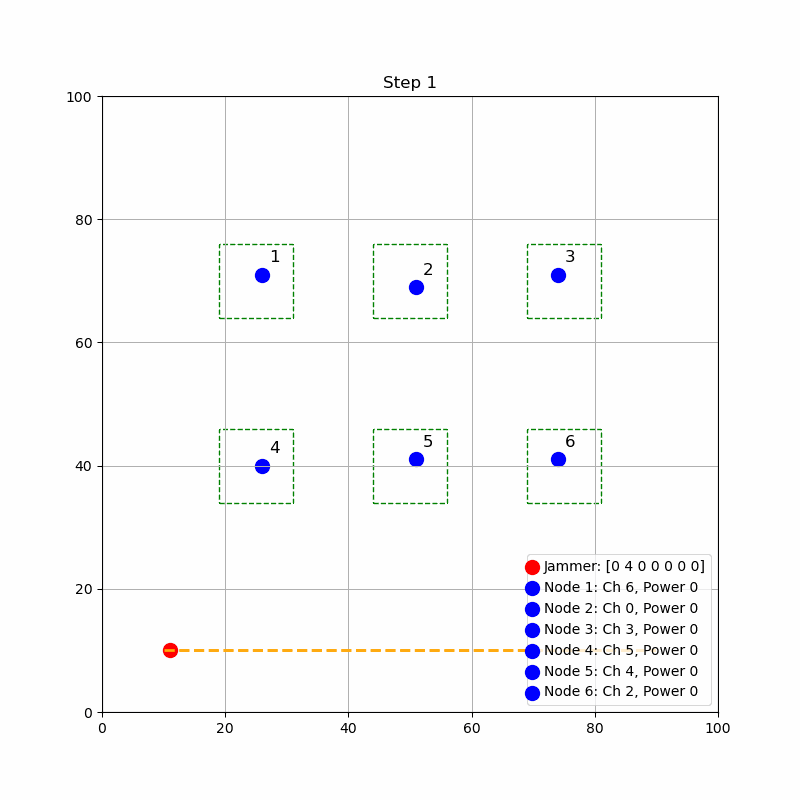 Step 1
100
80
60
40
20
0
1
2
3
4
5
6
Jammer: [0 4 0 0 0 0 0]
Node 1: Ch 6, Power 0
Node 2: Ch 0, Power 0
Node 3: Ch 3, Power 0
Node 4: Ch 5, Power 0
Node 5: Ch 4, Power 0
Node 6: Ch 2, Power 0
0 20 40 60 80 100